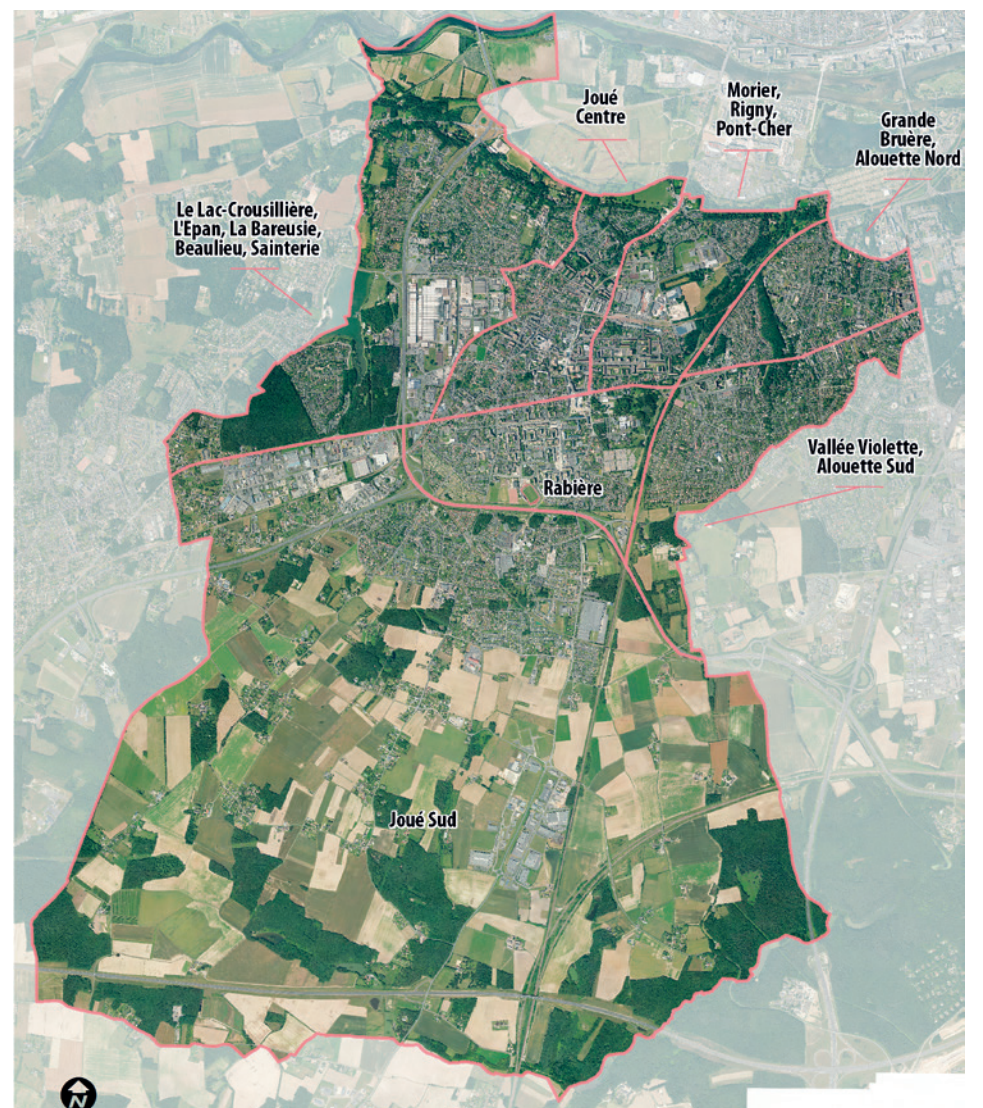 Joué
Centre
Morier,
Rigny,
Pont-Cher
Grande
Bruère,
Alouette Nord
Le Lac-Crousillière,
L'Epan, La Bareusie,
Beaulieu, Sainterie
Vallée Violette,
Alouette Sud
Rabière
Joué Sud
N